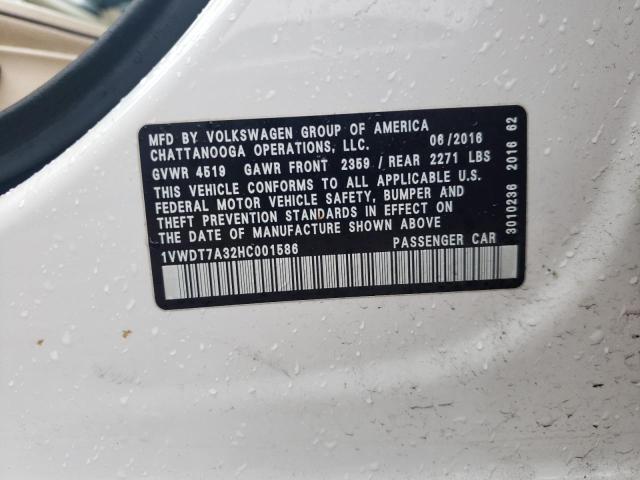 MFD BY VOLKSWAGEN GROUP OF AMERICA
CHATTANOOGA OPERATIONS, LLC. 06/2016
GVWR 4519 GAWR FRONT 2359 / REAR 2271 LBS
THIS VEHICLE CONFORMS TO ALL APPLICABLE U.S.
FEDERAL MOTOR VEHICLE SAFETY, BUMPER AND
THEFT PREVENTION STANDARDS IN EFFECT ON
THE DATE OF MANUFACTURE SHOWN ABOVE
1VWDT7A32HC001586 PASSENGER CAR
3010236 2016 62